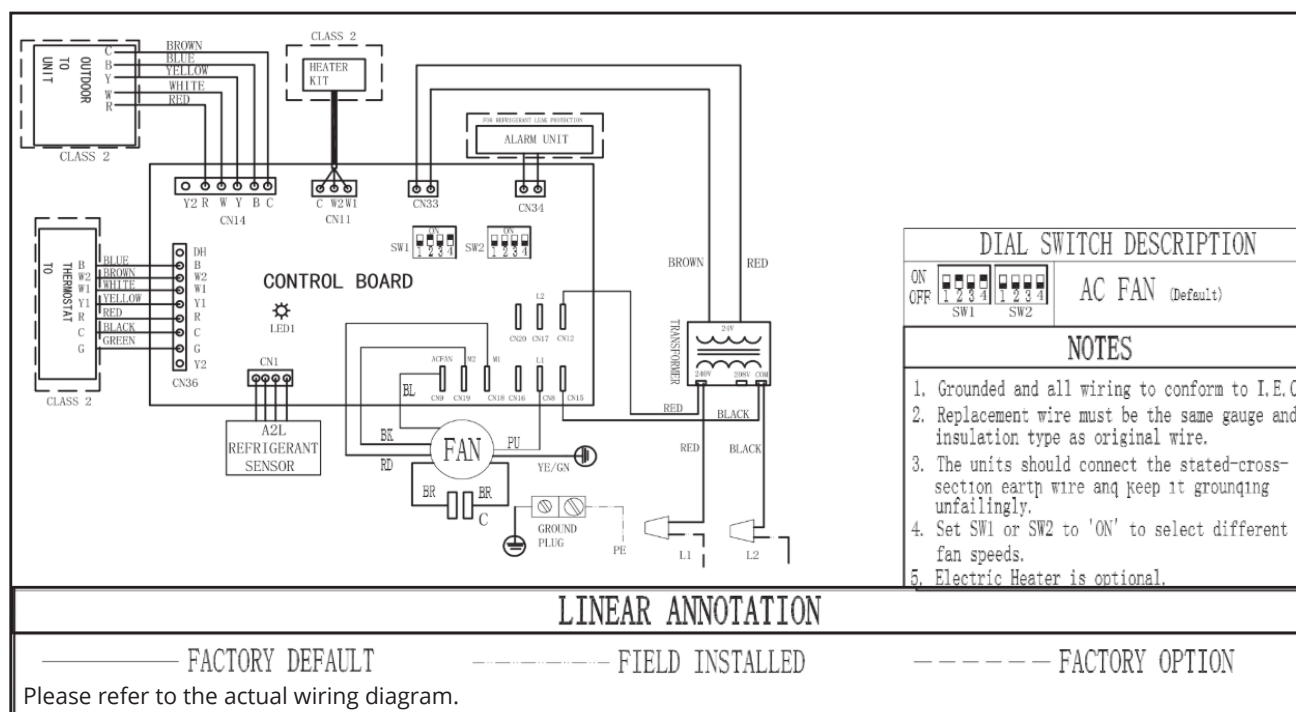 CLASS 2
HEATER
KIT
TO
OUTDOOR
UNIT
C BROWN
B BLUE
Y YELLOW
W WHITE
R RED
CLASS 2
FOR REFRIGERANT LEAK PROTECTION
ALARM UNIT
Y2 R W Y B C
CN14
C W2 W1
CN11
CN33
CN34
SW1 ON 1 2 3 4
SW2 ON 1 2 3 4
TO
THERMOSTAT
B BLUE
W2 BROWN
W1 WHITE
Y1 YELLOW
R RED
C BLACK
G GREEN
CLASS 2
DH
B
W2
W1
Y1
R
C
G
Y2
CN36
CONTROL BOARD
LED1
CN1
A2L
REFRIGERANT
SENSOR
L2
CN20 CN17 CN12
ACFAN M2 M1 L1
CN9 CN19 CN18 CN16 CN8 CN15
BL
BK
RD
FAN
PU
YE/GN
BR BR
C
GROUND
PLUG
PE
BROWN RED
TRANSFORMER
24V
240V 208V COM
RED BLACK
RED BLACK
L1 L2
DIAL SWITCH DESCRIPTION
ON
OFF
1 2 3 4 1 2 3 4
SW1 SW2
AC FAN (Default)
NOTES
1. Grounded and all wiring to conform to I.E.C
2. Replacement wire must be the same gauge and
insulation type as original wire.
3. The units should connect the stated-cross-
section earth wire and keep it grounding
unfailingly.
4. Set SW1 or SW2 to 'ON' to select different
fan speeds.
5. Electric Heater is optional.
LINEAR ANNOTATION
FACTORY DEFAULT FIELD INSTALLED FACTORY OPTION
Please refer to the actual wiring diagram.